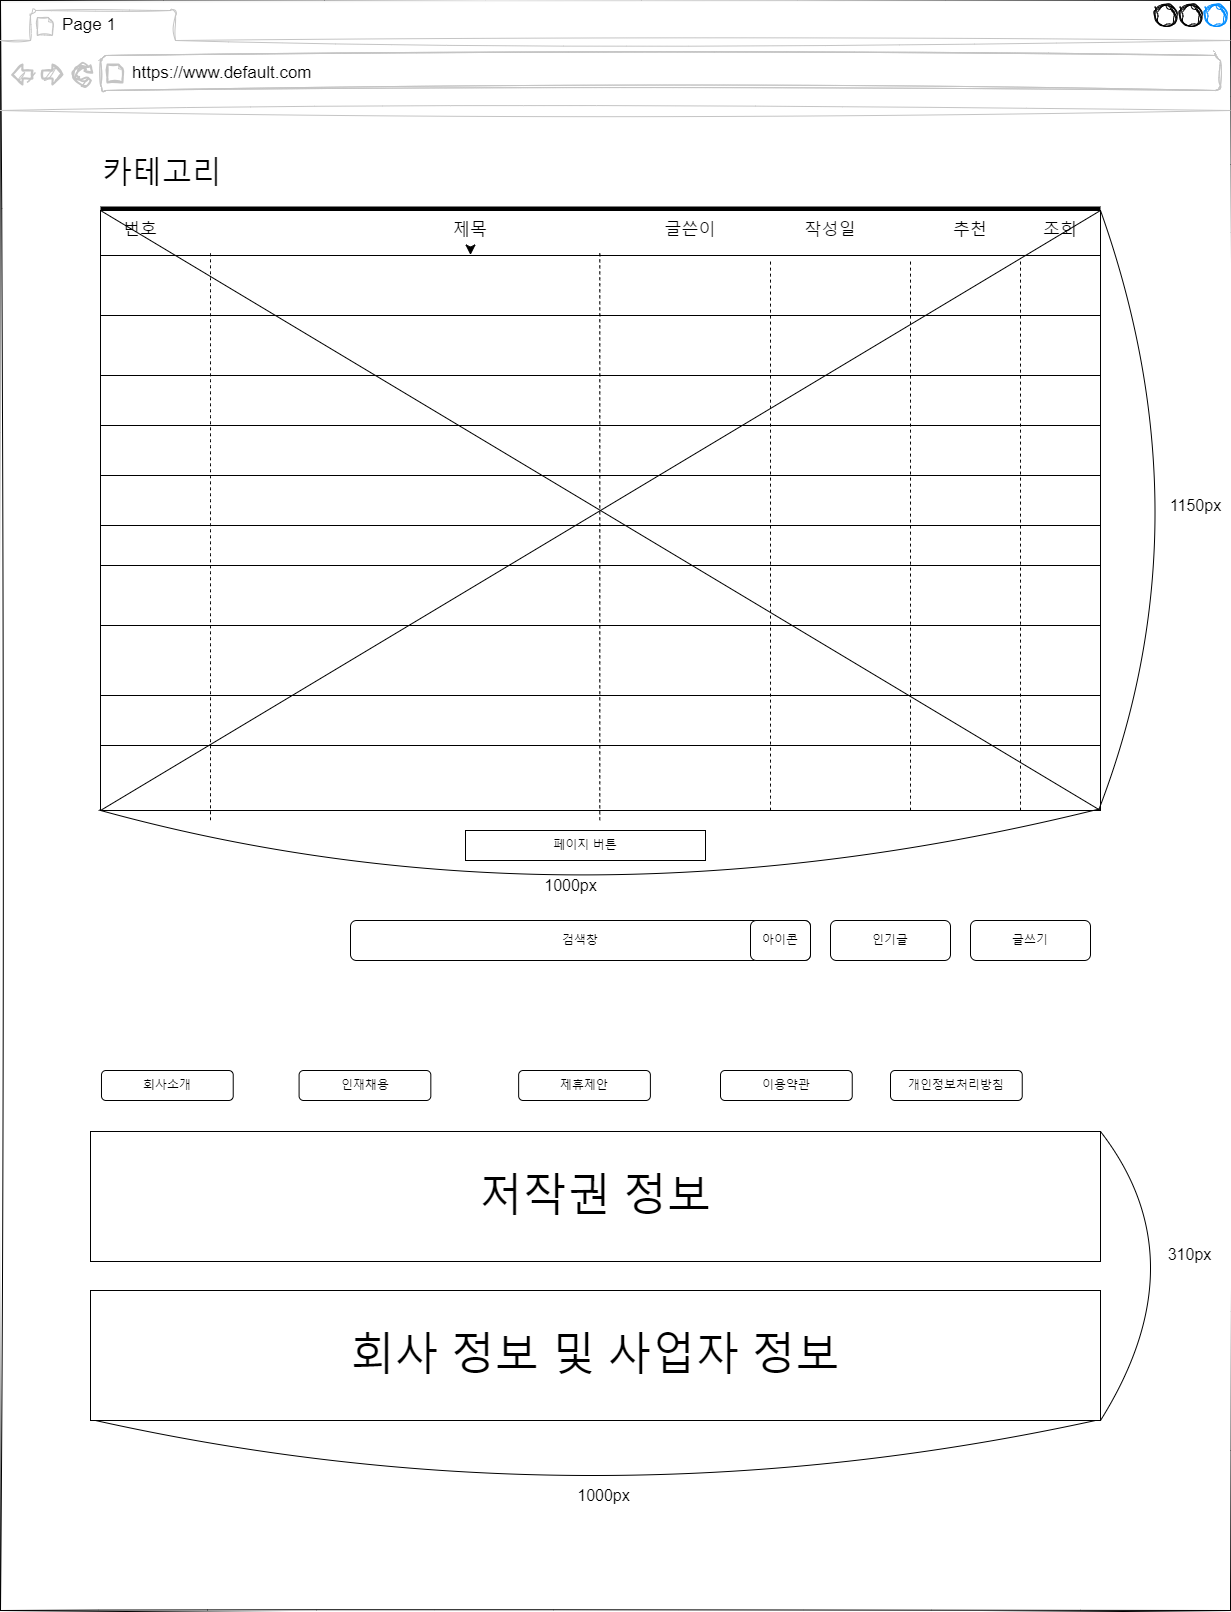 Page 1
https://www.default.com
카테고리
번호 제목 글쓴이 작성일 추천 조회
1150px
페이지 버튼
1000px
검색창 아이콘 인기글 글쓰기
회사소개 인재채용 제휴제안 이용약관 개인정보처리방침
저작권 정보
310px
회사 정보 및 사업자 정보
1000px